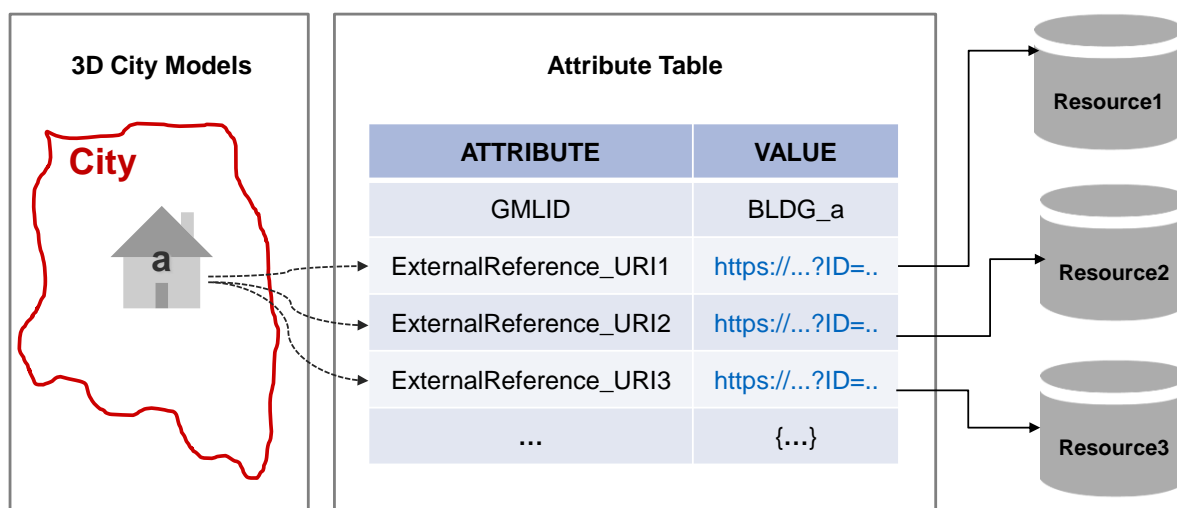 3D City Models
City
a
Attribute Table
ATTRIBUTE VALUE
GMLID BLDG_a
ExternalReference_URI1 https://...?ID=..
ExternalReference_URI2 https://...?ID=..
ExternalReference_URI3 https://...?ID=..
... {...}
Resource1
Resource2
Resource3